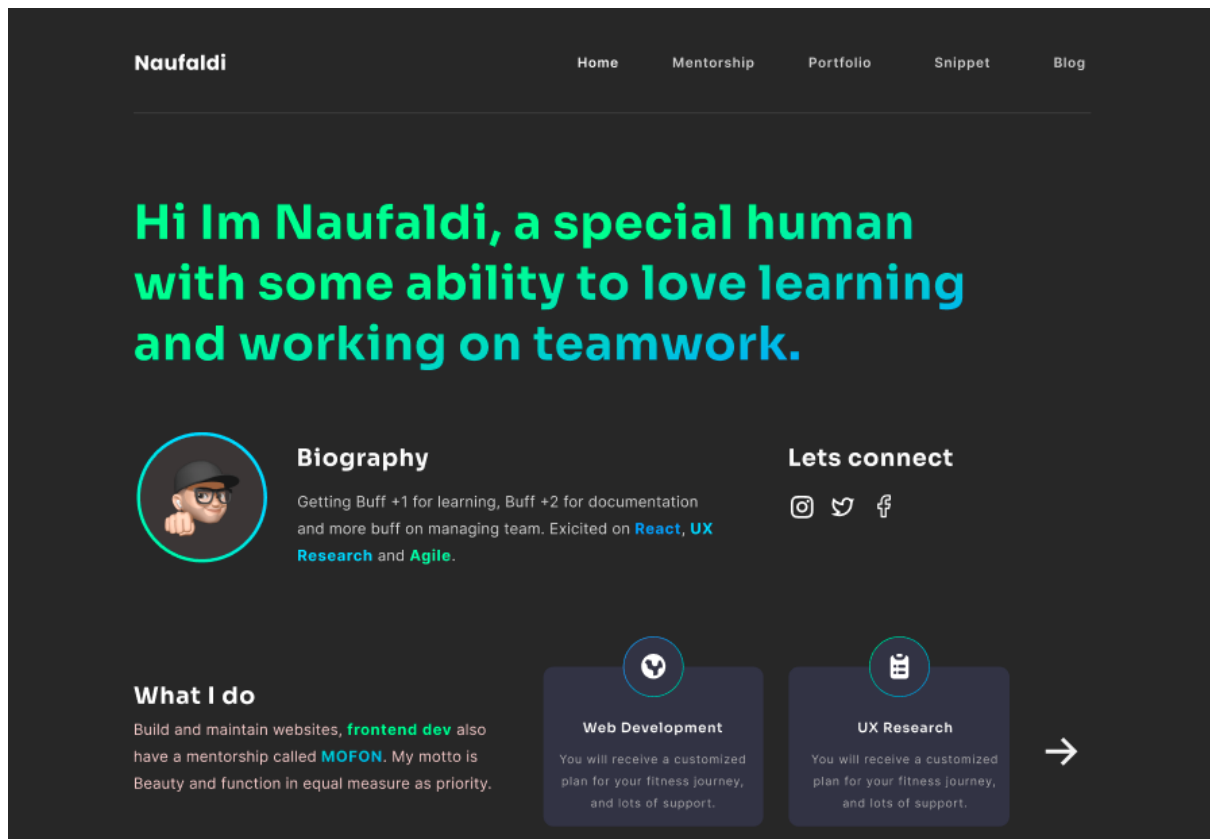 Naufaldi
Home Mentorship Portfolio Snippet Blog
Hi Im Naufaldi, a special human
with some ability to love learning
and working on teamwork.
Biography
Getting Buff +1 for learning, Buff +2 for documentation
and more buff on managing team. Exicited on React, UX
Research and Agile.
Lets connect
What I do
Build and maintain websites, frontend dev also
have a mentorship called MOFON. My motto is
Beauty and function in equal measure as priority.
Web Development
You will receive a customized
plan for your fitness journey,
and lots of support.
UX Research
You will receive a customized
plan for your fitness journey,
and lots of support.